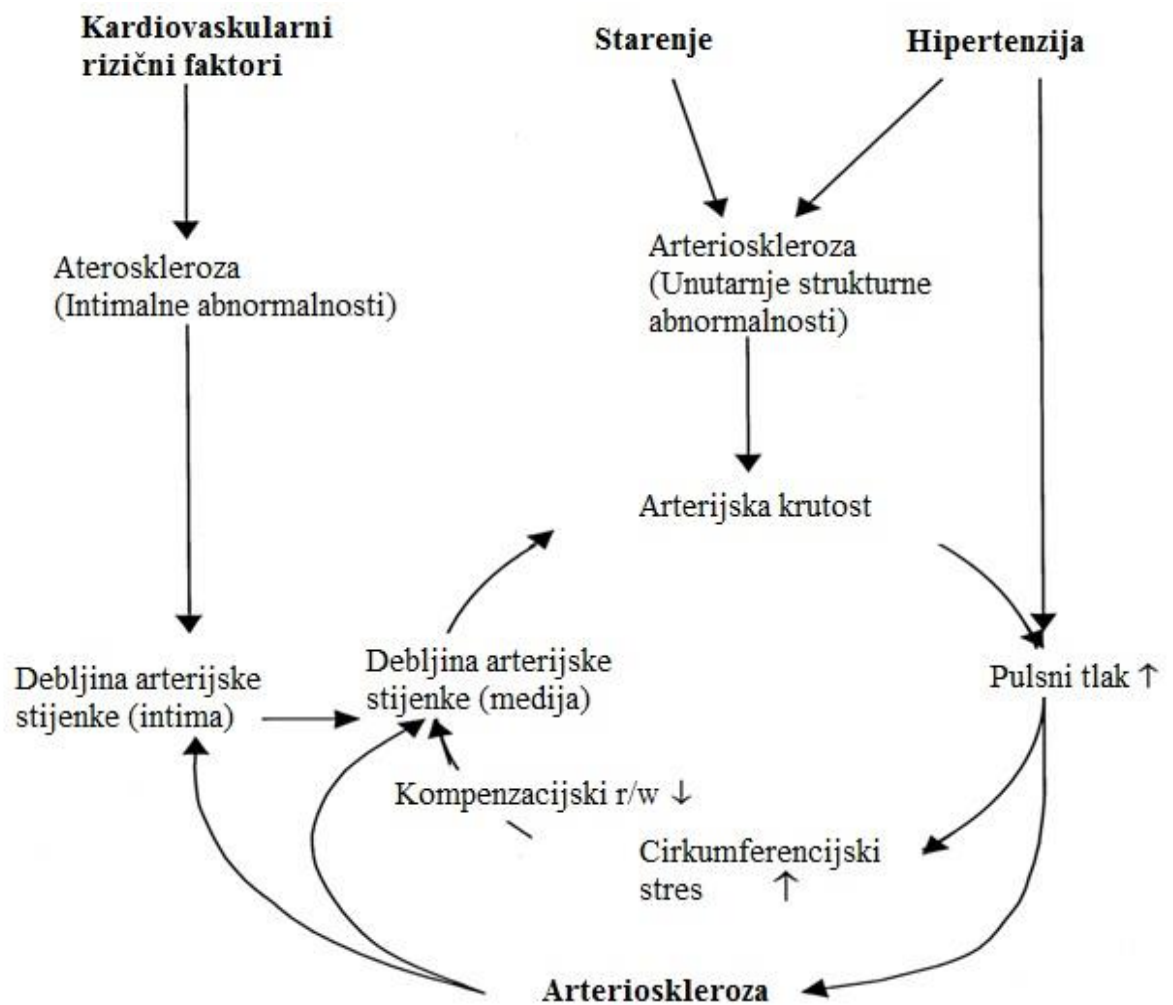 Kardiovaskularni
rizični faktori
Starenje
Hipertenzija
Ateroskleroza
(Intimalne abnormalnosti)
Arterioskleroza
(Unutarnje strukturne
abnormalnosti)
Arterijska krutost
Debljina arterijske
stijenke (intima)
Debljina arterijske
stijenke (medija)
Pulsni tlak ↑
Kompenzacijski r/w ↓
Cirkumferencijski
stres ↑
Arterioskleroza